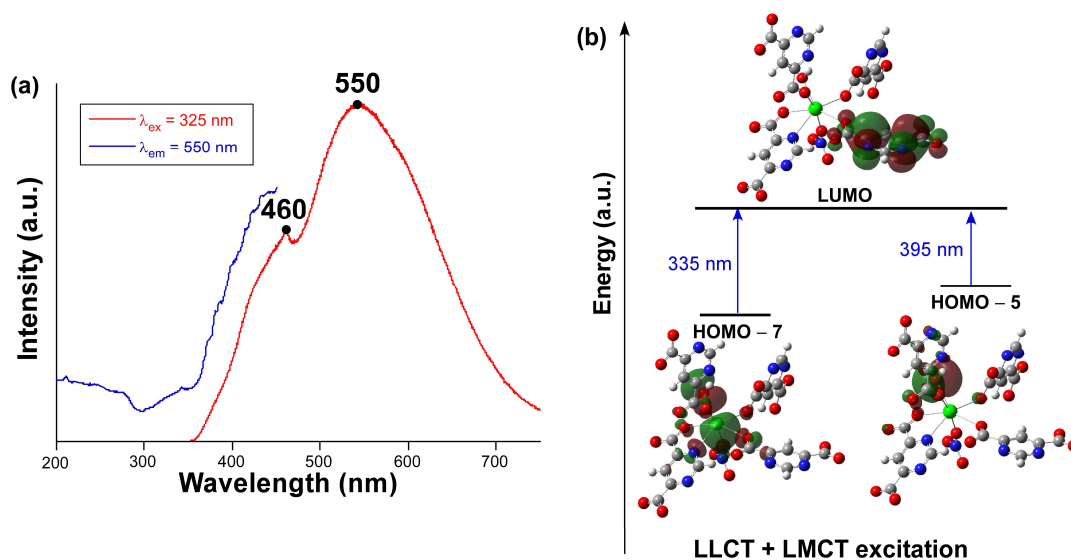 (a)
λex = 325 nm
λem = 550 nm
550
460
Intensity (a.u.)
200 300 400 500 600 700
Wavelength (nm)
(b)
Energy (a.u.)
LUMO
335 nm
395 nm
HOMO – 7
HOMO – 5
LLCT + LMCT excitation